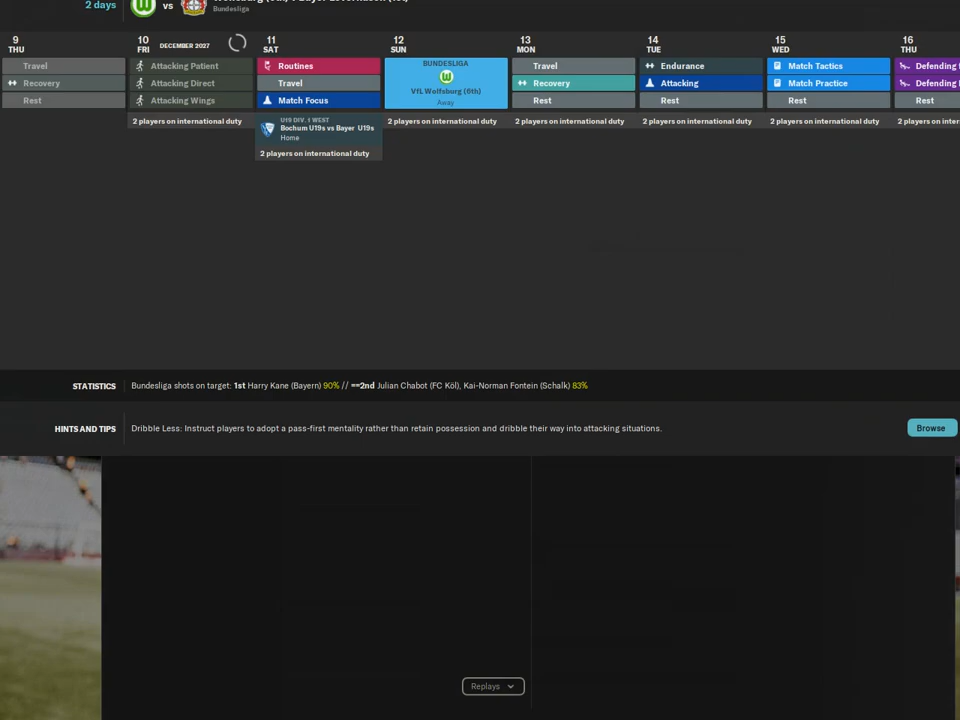 2 days
vs
Bundesliga
9
THU
10
FRI
DECEMBER 2027
11
SAT
12
SUN
13
MON
14
TUE
15
WED
16
THU
Travel
Recovery
Rest
Attacking Patient
Attacking Direct
Attacking Wings
2 players on international duty
Routines
Travel
Match Focus
U19 DIV. 1 WEST
Bochum U19s vs Bayer U19s
Home
2 players on international duty
BUNDESLIGA
VfL Wolfsburg (6th)
Away
2 players on international duty
Travel
Recovery
Rest
2 players on international duty
Endurance
Attacking
Rest
2 players on international duty
Match Tactics
Match Practice
Rest
2 players on international duty
Defending
Defending
Rest
2 players on
STATISTICS
Bundesliga shots on target: 1st Harry Kane (Bayern) 90% // ==2nd Julian Chabot (FC Köl), Kai-Norman Fontein (Schalk) 83%
HINTS AND TIPS
Dribble Less: Instruct players to adopt a pass-first mentality rather than retain possession and dribble their way into attacking situations.
Browse
Replays